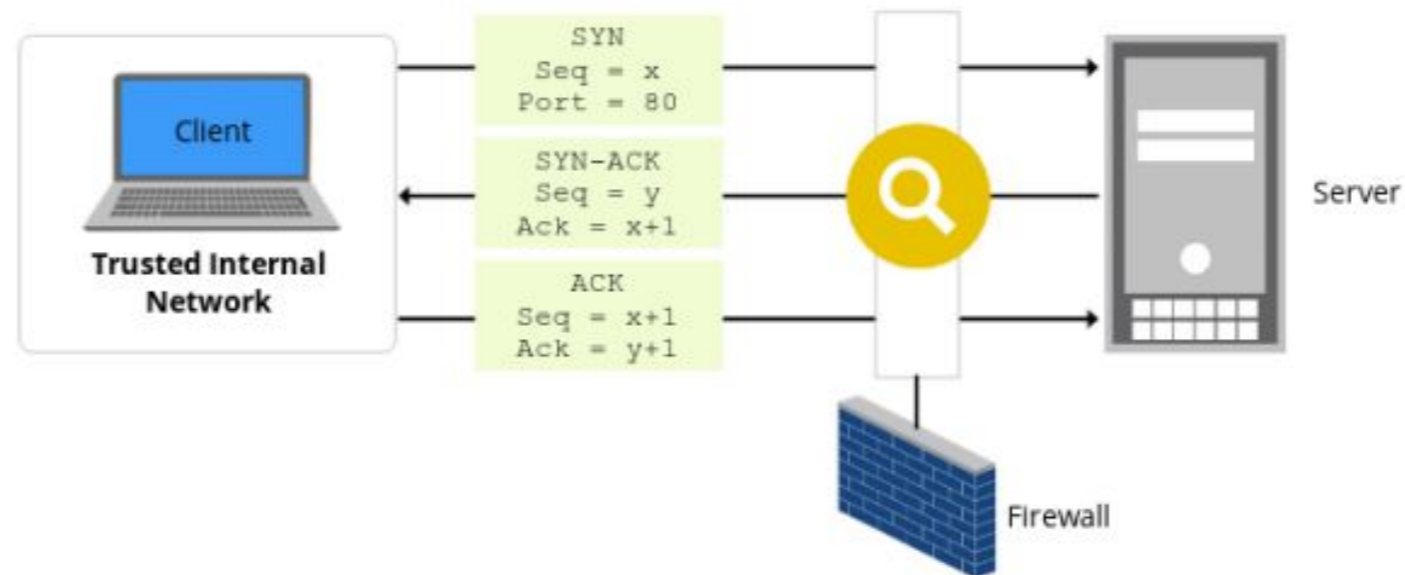 SYN
Seq = x
Port = 80
Client
SYN-ACK
Seq = y
Ack = x+1
Server
Trusted Internal
Network
ACK
Seq = x+1
Ack = y+1
Firewall